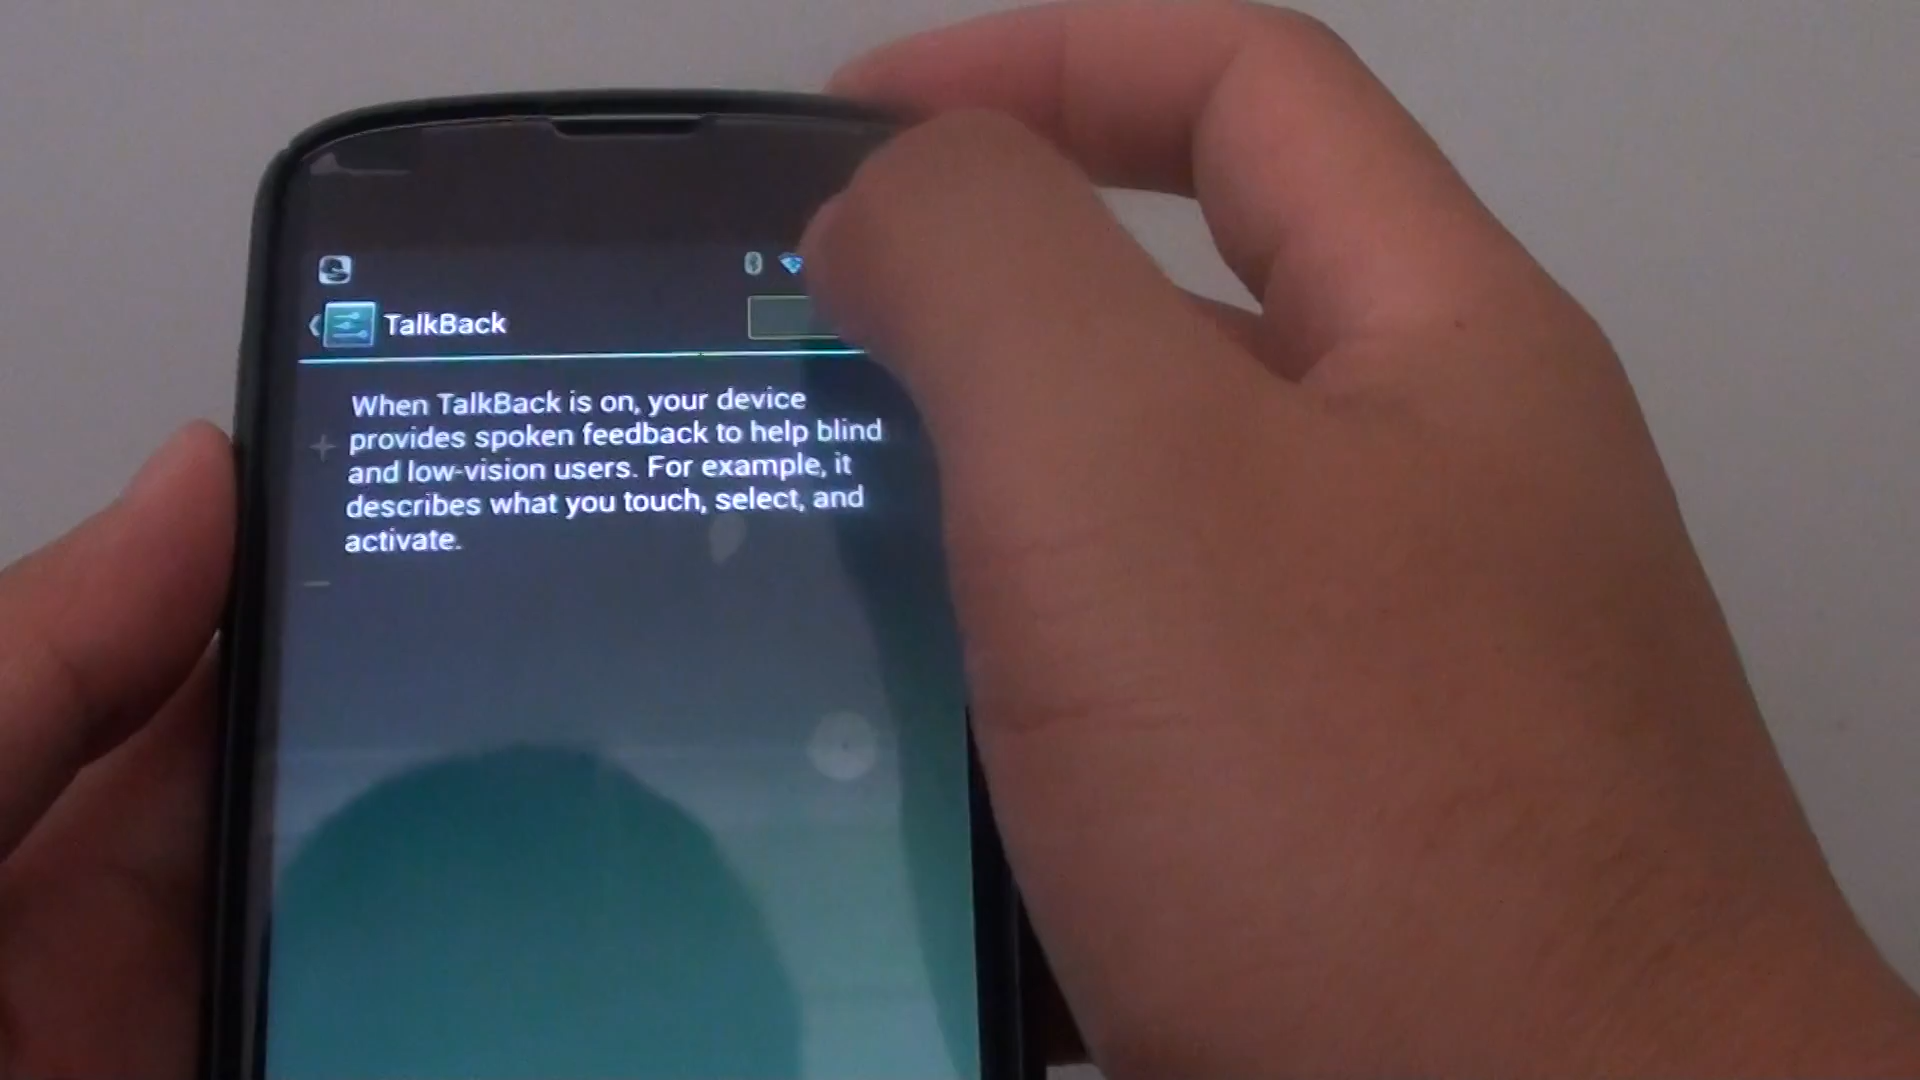 TalkBack
When TalkBack is on, your device
provides spoken feedback to help blind
and low-vision users. For example, it
describes what you touch, select, and
activate.